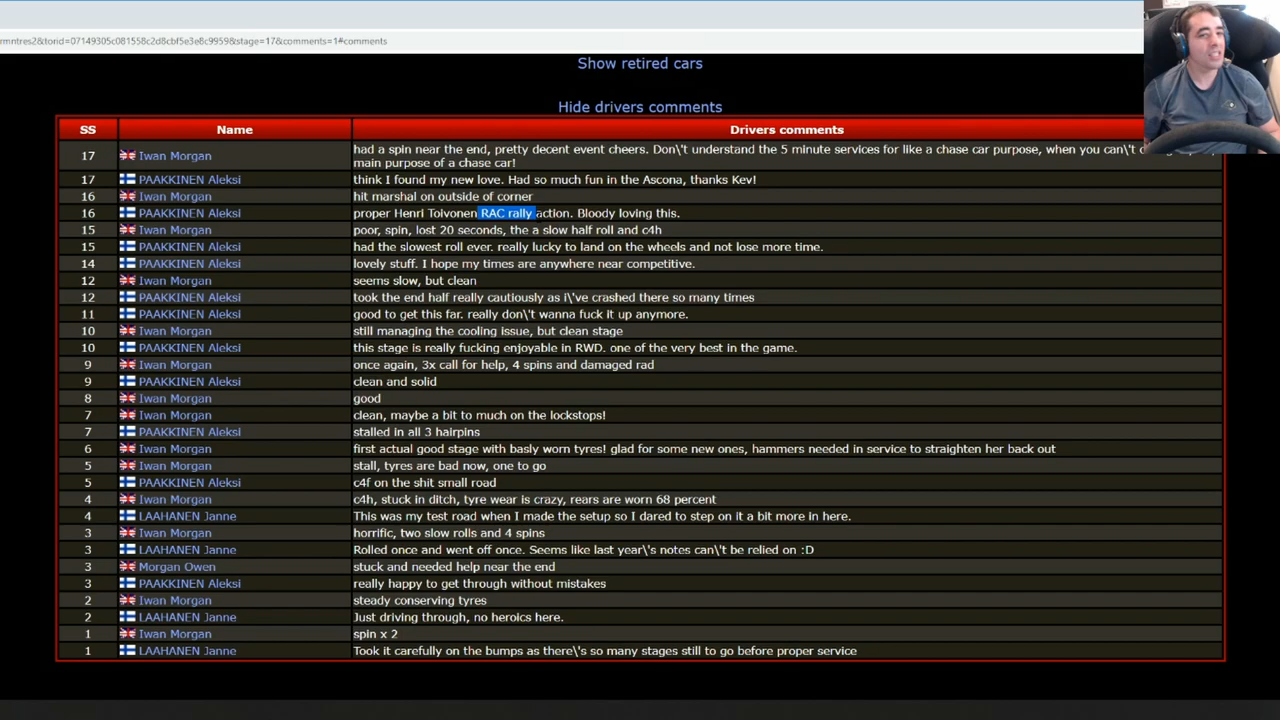 rmntres2&torid=07149305c081558c2d8cbf5e3e8c9959&stage=17&comments=1#comments
Show retired cars
Hide drivers comments
SS Name Drivers comments
17 Iwan Morgan had a spin near the end, pretty decent event cheers. Don\'t understand the 5 minute services for like a chase car purpose, when you can\'t
main purpose of a chase car!
17 PAAKKINEN Aleksi think I found my new love. Had so much fun in the Ascona, thanks Kev!
16 Iwan Morgan hit marshal on outside of corner
16 PAAKKINEN Aleksi proper Henri Toivonen RAC rally action. Bloody loving this.
15 Iwan Morgan poor, spin, lost 20 seconds, the a slow half roll and c4h
15 PAAKKINEN Aleksi had the slowest roll ever. really lucky to land on the wheels and not lose more time.
14 PAAKKINEN Aleksi lovely stuff. I hope my times are anywhere near competitive.
12 Iwan Morgan seems slow, but clean
12 PAAKKINEN Aleksi took the end half really cautiously as i\'ve crashed there so many times
11 PAAKKINEN Aleksi good to get this far. really don\'t wanna fuck it up anymore.
10 Iwan Morgan still managing the cooling issue, but clean stage
10 PAAKKINEN Aleksi this stage is really fucking enjoyable in RWD. one of the very best in the game.
9 Iwan Morgan once again, 3x call for help, 4 spins and damaged rad
9 PAAKKINEN Aleksi clean and solid
8 Iwan Morgan good
7 Iwan Morgan clean, maybe a bit to much on the lockstops!
7 PAAKKINEN Aleksi stalled in all 3 hairpins
6 Iwan Morgan first actual good stage with basly worn tyres! glad for some new ones, hammers needed in service to straighten her back out
5 Iwan Morgan stall, tyres are bad now, one to go
5 PAAKKINEN Aleksi c4f on the shit small road
4 Iwan Morgan c4h, stuck in ditch, tyre wear is crazy, rears are worn 68 percent
4 LAAHANEN Janne This was my test road when I made the setup so I dared to step on it a bit more in here.
3 Iwan Morgan horrific, two slow rolls and 4 spins
3 LAAHANEN Janne Rolled once and went off once. Seems like last year\'s notes can\'t be relied on :D
3 Morgan Owen stuck and needed help near the end
3 PAAKKINEN Aleksi really happy to get through without mistakes
2 Iwan Morgan steady conserving tyres
2 LAAHANEN Janne Just driving through, no heroics here.
1 Iwan Morgan spin x 2
1 LAAHANEN Janne Took it carefully on the bumps as there\'s so many stages still to go before proper service